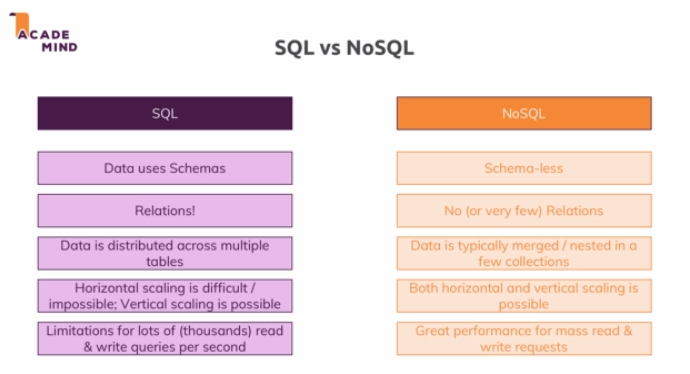 ACADE
MIND
SQL vs NoSQL
SQL
Data uses Schemas
Relations!
Data is distributed across multiple
tables
Horizontal scaling is difficult /
impossible; Vertical scaling is possible
Limitations for lots of (thousands) read
& write queries per second
NoSQL
Schema-less
No (or very few) Relations
Data is typically merged / nested in a
few collections
Both horizontal and vertical scaling is
possible
Great performance for mass read &
write requests